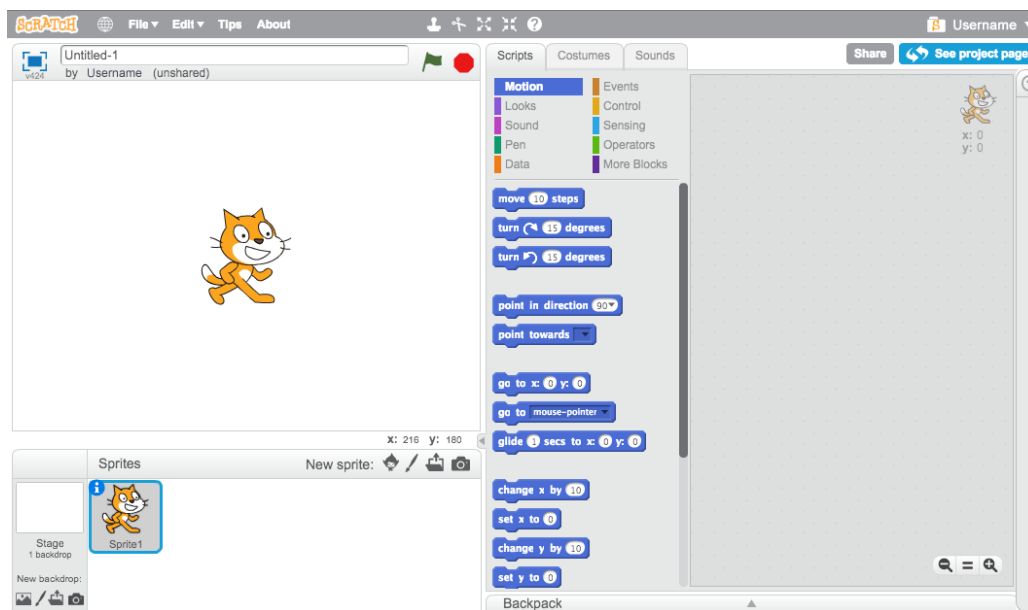 SCRATCH File Edit Tips About Username
v424 Untitled-1
by Username (unshared)
Scripts Costumes Sounds Share See project page
Motion Events
Looks Control
Sound Sensing
Pen Operators
Data More Blocks
x: 0
y: 0
move 10 steps
turn 15 degrees
turn 15 degrees
point in direction 90
point towards
go to x: 0 y: 0
go to mouse-pointer
glide 1 secs to x: 0 y: 0
change x by 10
set x to 0
change y by 10
set y to 0
x: 216 y: 180
Sprites New sprite:
Sprite1
Stage
1 backdrop
New backdrop:
Backpack